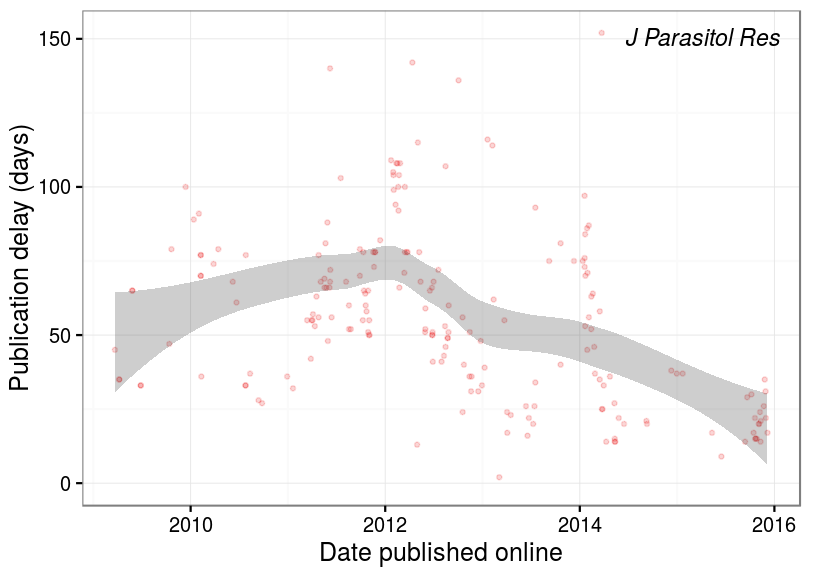 J Parasitol Res
150
100
50
0
Publication delay (days)
2010 2012 2014 2016
Date published online